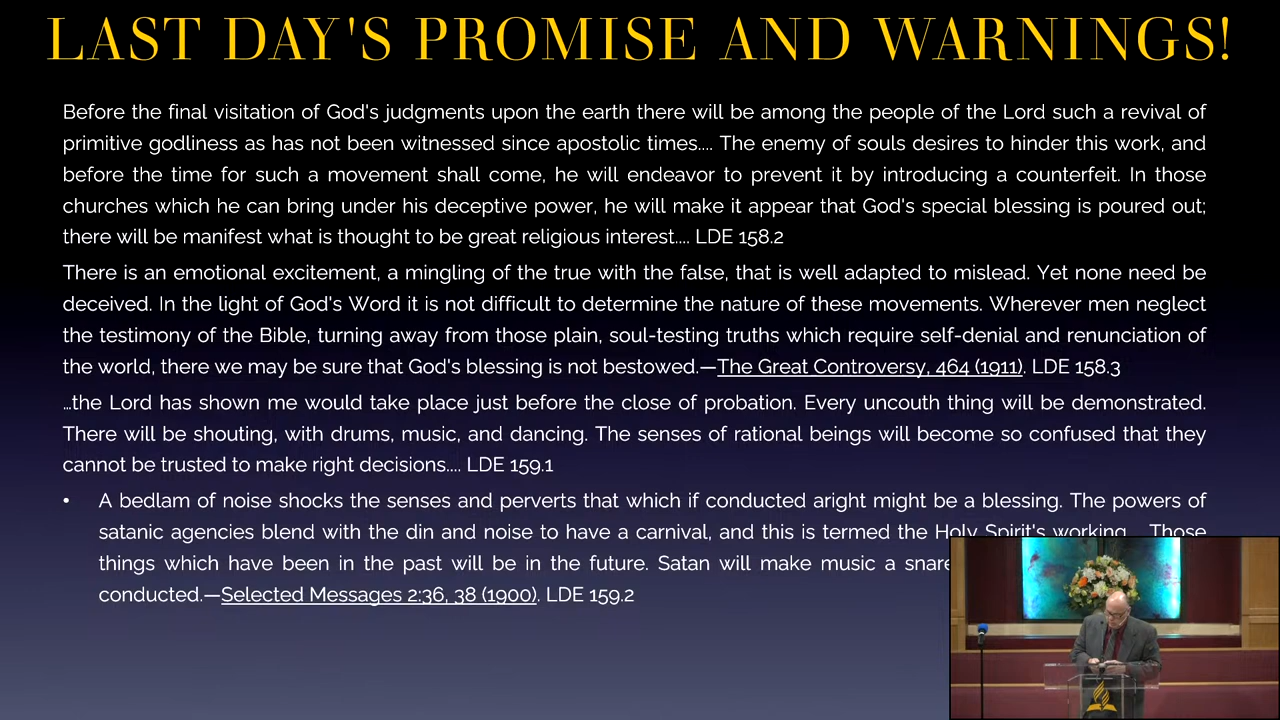 LAST DAY'S PROMISE AND WARNINGS!
Before the final visitation of God's judgments upon the earth there will be among the people of the Lord such a revival of
primitive godliness as has not been witnessed since apostolic times.... The enemy of souls desires to hinder this work, and
before the time for such a movement shall come, he will endeavor to prevent it by introducing a counterfeit. In those
churches which he can bring under his deceptive power, he will make it appear that God's special blessing is poured out;
there will be manifest what is thought to be great religious interest.... LDE 158.2
There is an emotional excitement, a mingling of the true with the false, that is well adapted to mislead. Yet none need be
deceived. In the light of God's Word it is not difficult to determine the nature of these movements. Wherever men neglect
the testimony of the Bible, turning away from those plain, soul-testing truths which require self-denial and renunciation of
the world, there we may be sure that God's blessing is not bestowed.—The Great Controversy, 464 (1911). LDE 158.3
…the Lord has shown me would take place just before the close of probation. Every uncouth thing will be demonstrated.
There will be shouting, with drums, music, and dancing. The senses of rational beings will become so confused that they
cannot be trusted to make right decisions.... LDE 159.1
• A bedlam of noise shocks the senses and perverts that which if conducted aright might be a blessing. The powers of
satanic agencies blend with the din and noise to have a carnival, and this is termed the Holy Spirit's working.... Those
things which have been in the past will be in the future. Satan will make music a snare
conducted.—Selected Messages 2:36, 38 (1900). LDE 159.2